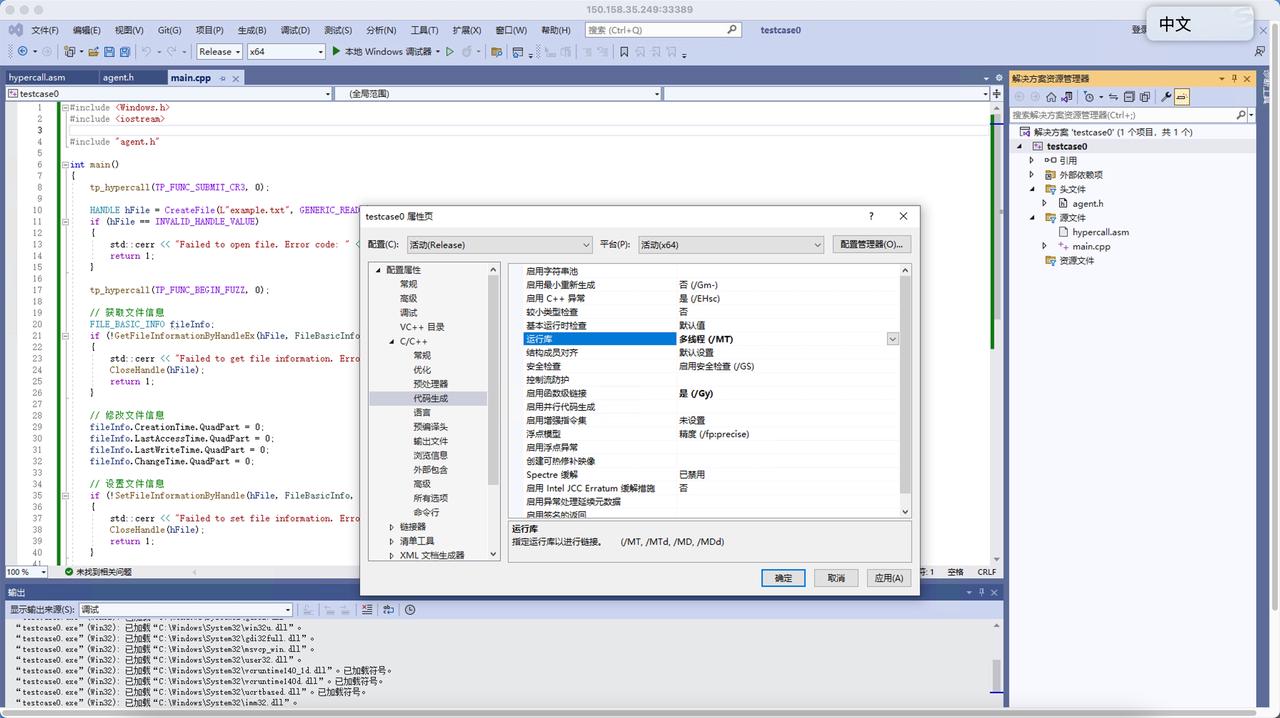 150.158.35.249:33389
中文
文件(F) 编辑(E) 视图(V) Git(G) 项目(P) 生成(B) 调试(D) 测试(S) 分析(N) 工具(T) 扩展(X) 窗口(W) 帮助(H) 搜索 (Ctrl+Q) testcase0 登录
Release x64 本地 Windows 调试器
hypercall.asm agent.h main.cpp
testcase0 (全局范围)
1 #include <Windows.h>
2 #include <iostream>
3
4 #include "agent.h"
5
6 int main()
7 {
8 tp_hypercall(TP_FUNC_SUBMIT_CR3, 0);
9
10 HANDLE hFile = CreateFile(L"example.txt", GENERIC_READ
11 if (hFile == INVALID_HANDLE_VALUE)
12 {
13 std::cerr << "Failed to open file. Error code: " <
14 return 1;
15 }
16
17 tp_hypercall(TP_FUNC_BEGIN_FUZZ, 0);
18
19 // 获取文件信息
20 FILE_BASIC_INFO fileInfo;
21 if (!GetFileInformationByHandleEx(hFile, FileBasicInfo
22 {
23 std::cerr << "Failed to get file information. Erro
24 CloseHandle(hFile);
25 return 1;
26 }
27
28 // 修改文件信息
29 fileInfo.CreationTime.QuadPart = 0;
30 fileInfo.LastAccessTime.QuadPart = 0;
31 fileInfo.LastWriteTime.QuadPart = 0;
32 fileInfo.ChangeTime.QuadPart = 0;
33
34 // 设置文件信息
35 if (!SetFileInformationByHandle(hFile, FileBasicInfo,
36 {
37 std::cerr << "Failed to set file information. Erro
38 CloseHandle(hFile);
39 return 1;
40 }
100 % 未找到相关问题 符: 1 空格 CRLF
testcase0 属性页 ?
配置(C): 活动(Release) 平台(P): 活动(x64) 配置管理器(O)...
配置属性
常规
高级
调试
VC++ 目录
C/C++
常规
优化
预处理器
代码生成
语言
预编译头
输出文件
浏览信息
外部包含
高级
所有选项
命令行
链接器
清单工具
XML 文档生成器
启用字符串池
启用最小重新生成 否 (/Gm-)
启用 C++ 异常 是 (/EHsc)
较小类型检查 否
基本运行时检查 默认值
运行库 多线程 (/MT)
结构成员对齐 默认设置
安全检查 启用安全检查 (/GS)
控制流防护
启用函数级链接 是 (/Gy)
启用并行代码生成
启用增强指令集 未设置
浮点模型 精度 (/fp:precise)
启用浮点异常
创建可热修补映像
Spectre 缓解 已禁用
启用 Intel JCC Erratum 缓解措施 否
启用异常处理延续元数据
启用签名的返回
运行库
指定运行库以进行链接。 (/MT, /MTd, /MD, /MDd)
确定 取消 应用(A)
解决方案资源管理器
搜索解决方案资源管理器(Ctrl+;)
解决方案 'testcase0' (1 个项目，共 1 个)
testcase0
引用
外部依赖项
头文件
agent.h
源文件
hypercall.asm
main.cpp
资源文件
输出
显示输出来源(S): 调试
“testcase0.exe”(Win32): 已加载“C:\Windows\System32\win32u.dll”。
“testcase0.exe”(Win32): 已加载“C:\Windows\System32\gdi32full.dll”。
“testcase0.exe”(Win32): 已加载“C:\Windows\System32\msvcp_win.dll”。
“testcase0.exe”(Win32): 已加载“C:\Windows\System32\user32.dll”。
“testcase0.exe”(Win32): 已加载“C:\Windows\System32\vcruntime140_1d.dll”。已加载符号。
“testcase0.exe”(Win32): 已加载“C:\Windows\System32\vcruntime140d.dll”。已加载符号。
“testcase0.exe”(Win32): 已加载“C:\Windows\System32\ucrtbased.dll”。已加载符号。
“testcase0.exe”(Win32): 已加载“C:\Windows\System32\imm32.dll”。